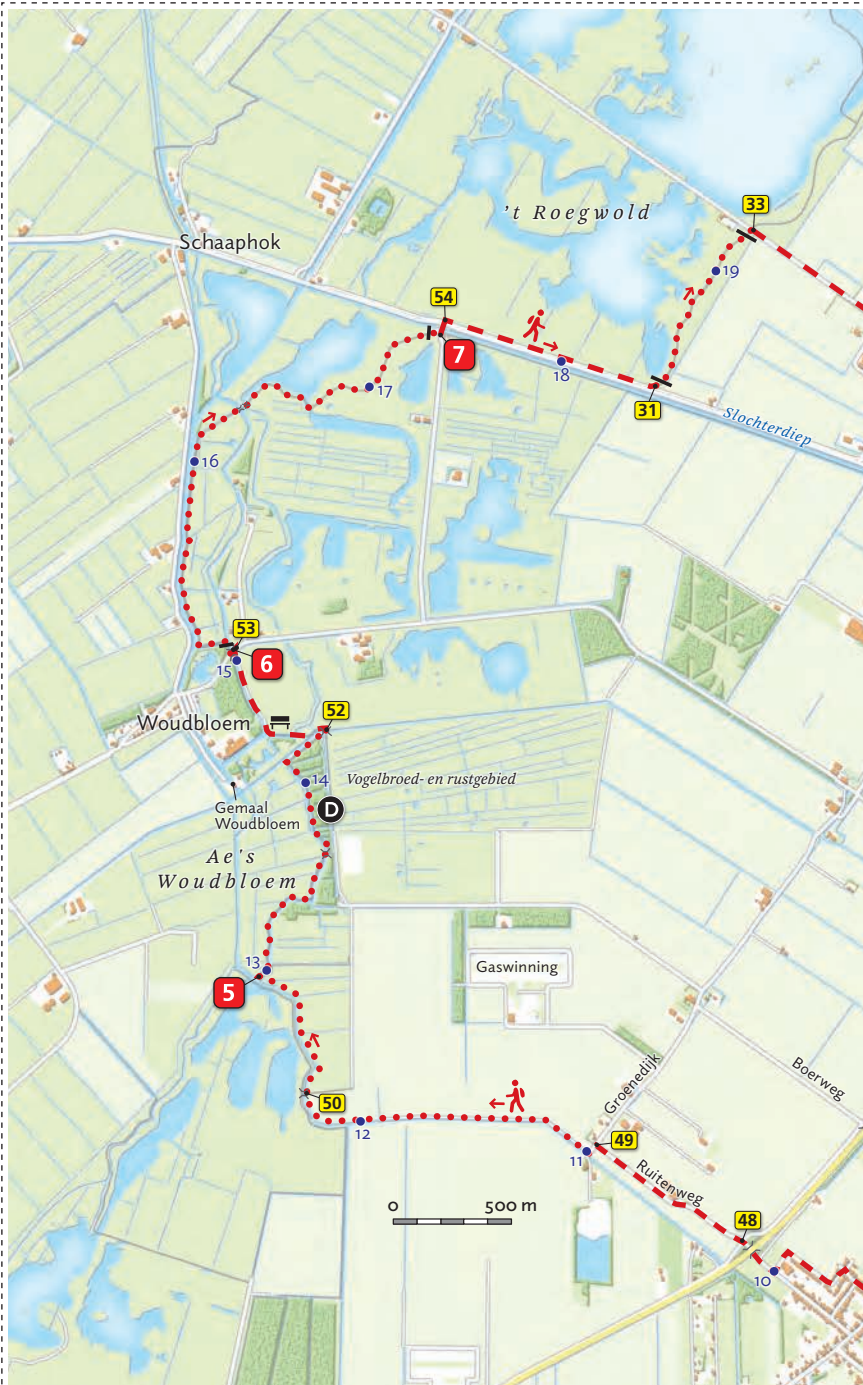 't Roegwold
33
Schaaphok
19
54
7
18
17
31
Slochterdiep
16
53
6
15
52
Woudbloem
14
Vogelbroed- en rustgebied
D
Gemaal
Woudbloem
Ae's
Woudbloem
13
5
Gaswinning
Boerweg
Groenedijk
50
12
49
11
Ruitenweg
0 500 m
48
10